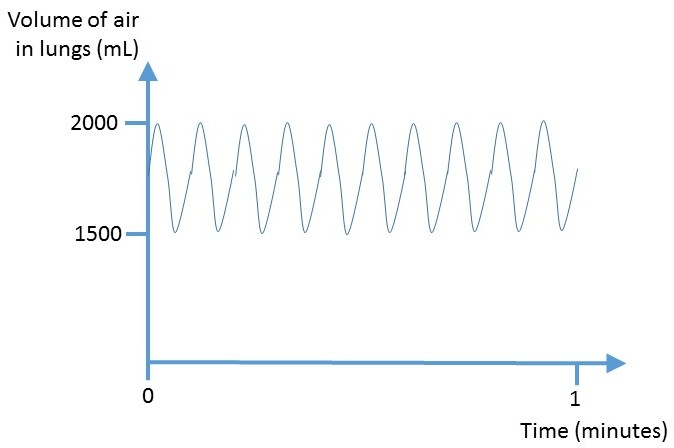 Volume of air
in lungs (mL)
2000
1500
0
1
Time (minutes)